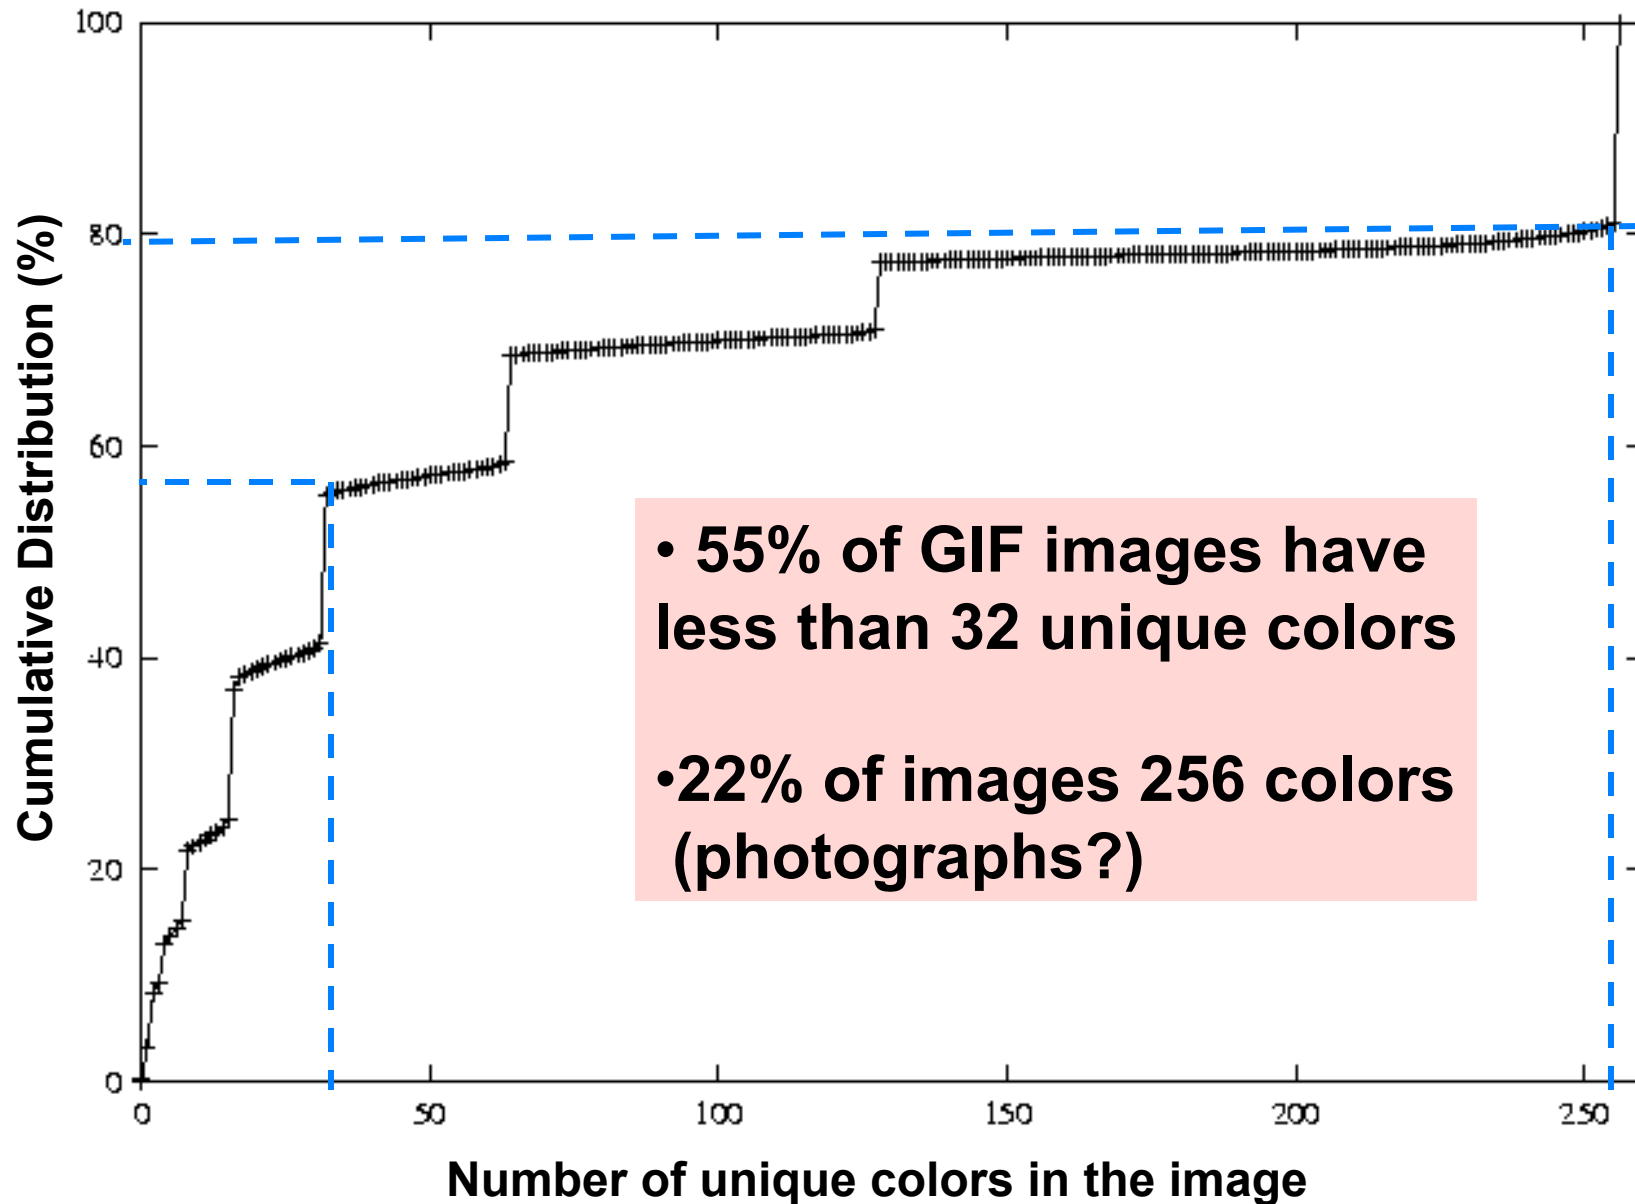 100
80
60
40
20
0
0 50 100 150 200 250
Cumulative Distribution (%)
• 55% of GIF images have
less than 32 unique colors
•22% of images 256 colors
(photographs?)
Number of unique colors in the image